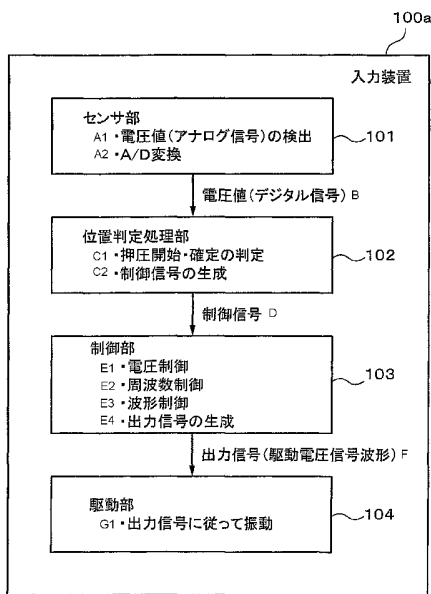 100a
入力装置
センサ部
A1・電圧値(アナログ信号)の検出
A2・A/D変換
101
電圧値(デジタル信号) B
位置判定処理部
C1・押圧開始・確定の判定
C2・制御信号の生成
102
制御信号 D
制御部
E1・電圧制御
E2・周波数制御
E3・波形制御
E4・出力信号の生成
103
出力信号(駆動電圧信号波形) F
駆動部
G1・出力信号に従って振動
104